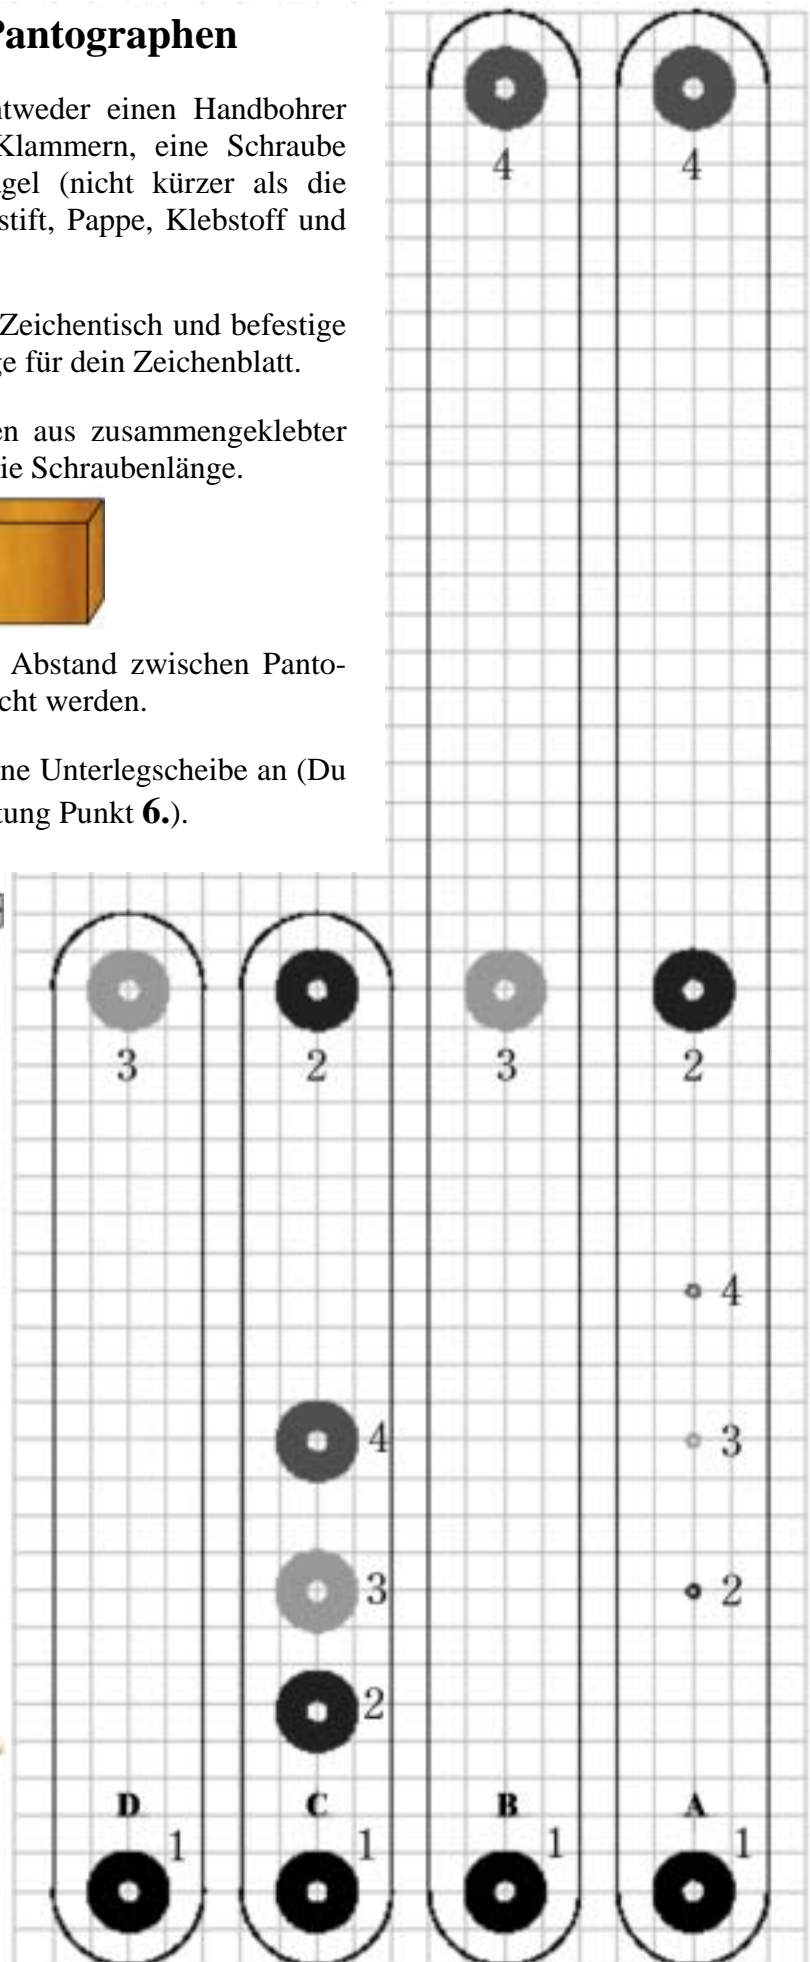 Pantographen
ntweder einen Handbohrer
Klammern, eine Schraube
gel (nicht kürzer als die
stift, Pappe, Klebstoff und
Zeichentisch und befestige
ge für dein Zeichenblatt.
en aus zusammengeklebter
ie Schraubenlänge.
Abstand zwischen Panto-
cht werden.
ne Unterlegscheibe an (Du
tung Punkt 6.).
4 4
3 2 3 2
4
4 3
3 2
2
D C B A
1 1 1 1